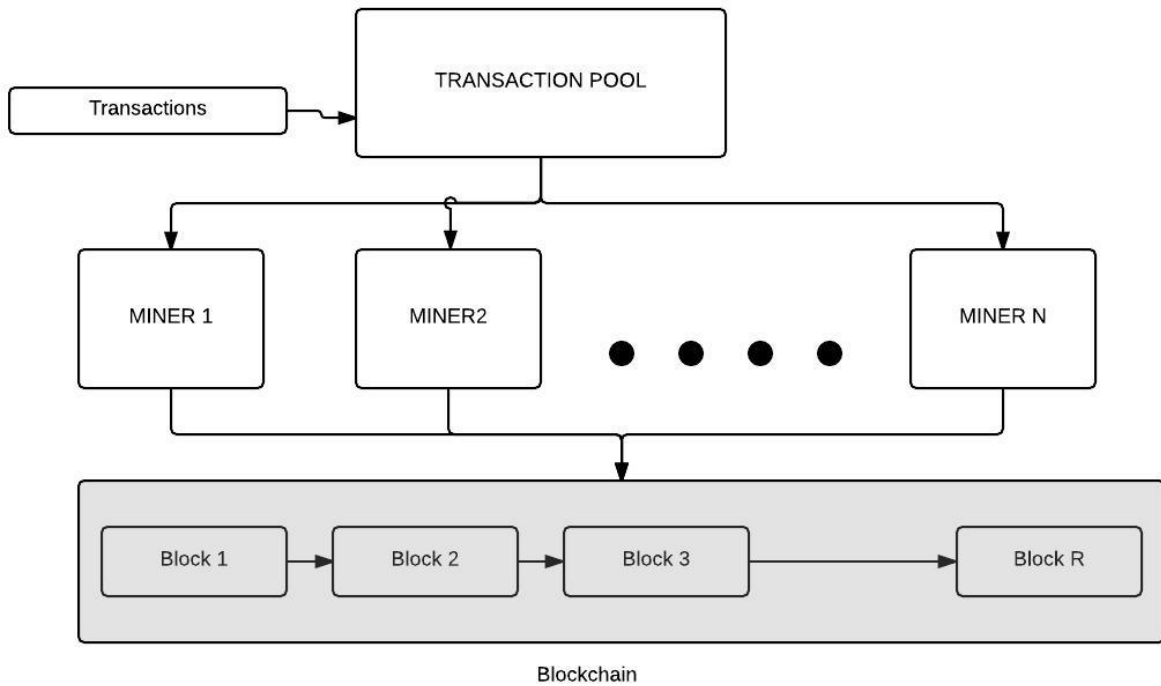 TRANSACTION POOL
Transactions
MINER 1
MINER2
MINER N
Block 1
Block 2
Block 3
Block R
Blockchain